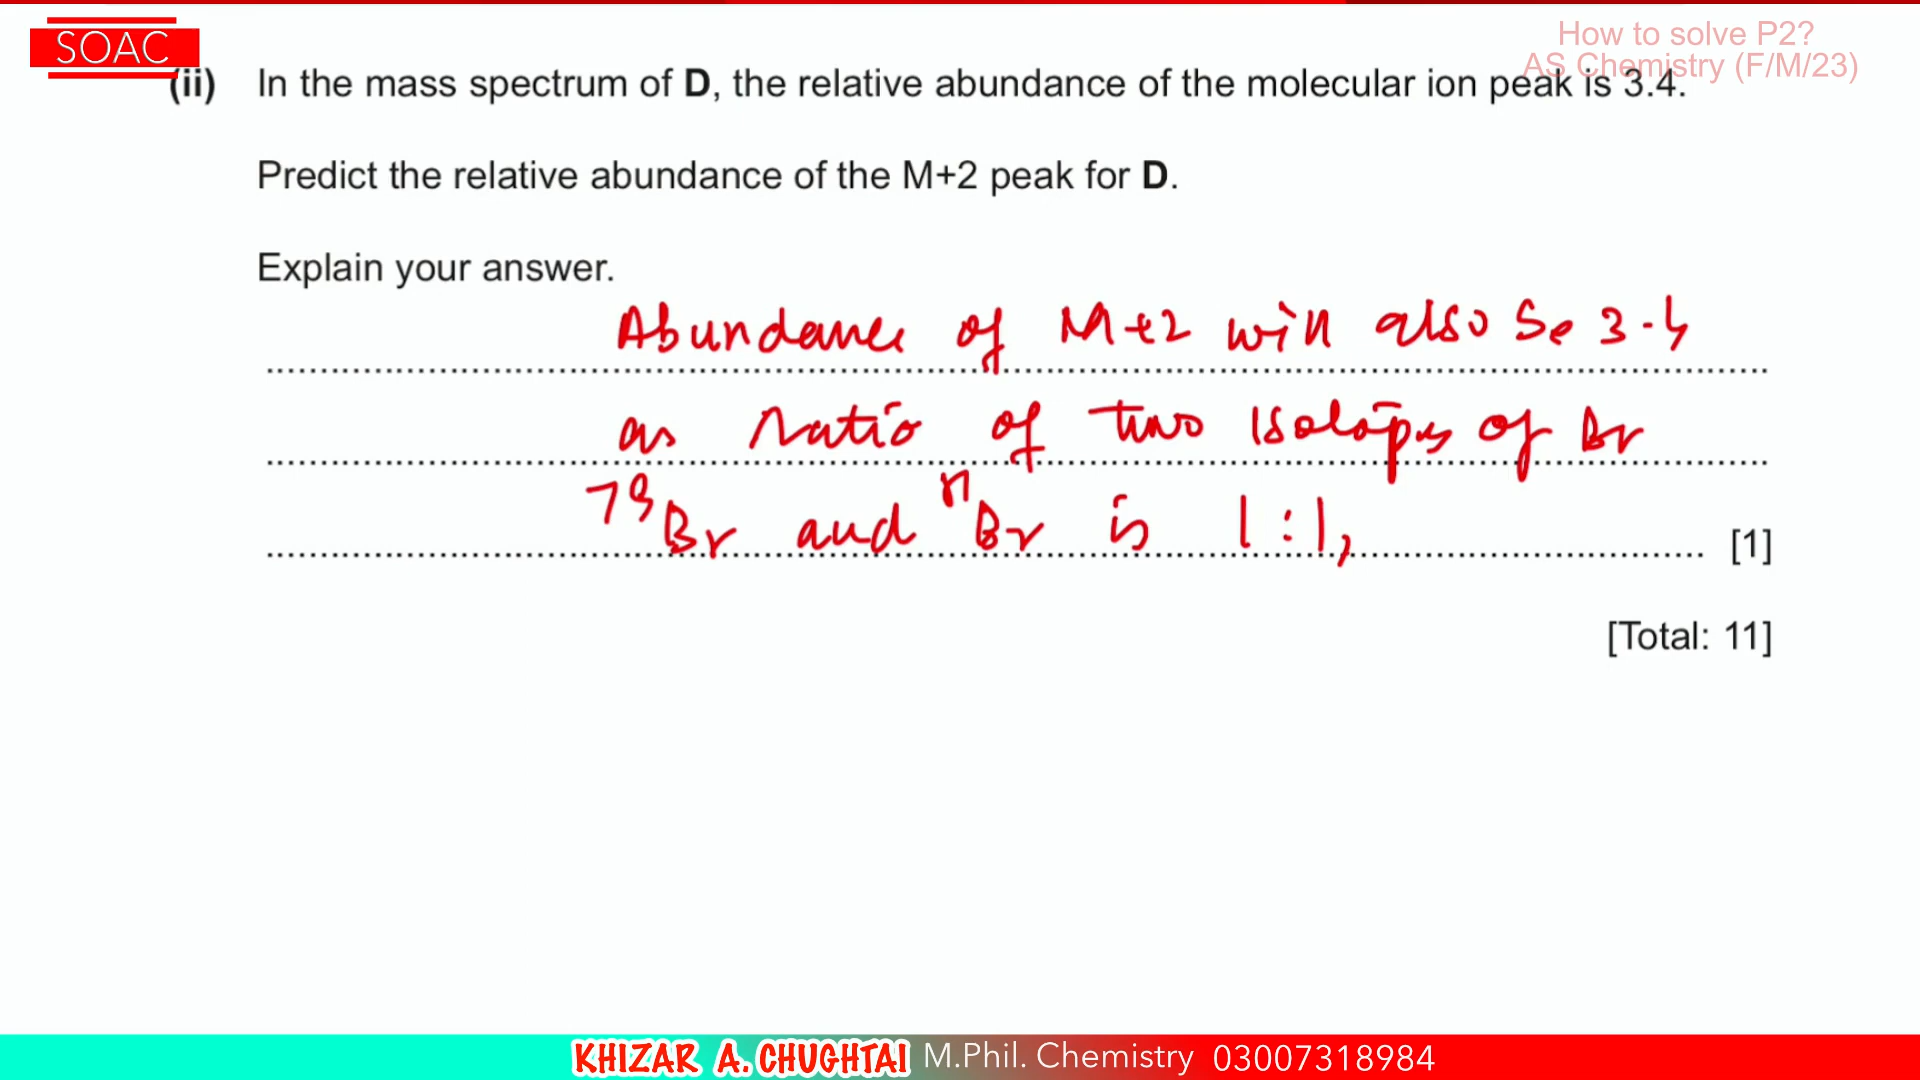 SOAC
How to solve P2?
AS Chemistry (F/M/23)
(ii) In the mass spectrum of D, the relative abundance of the molecular ion peak is 3.4.
Predict the relative abundance of the M+2 peak for D.
Explain your answer.
Abundance of M+2 will also be 3.4
as ratio of two isotopes of Br
79Br and 81Br is 1:1,
[1]
[Total: 11]
KHIZAR A. CHUGHTAI M.Phil. Chemistry 03007318984